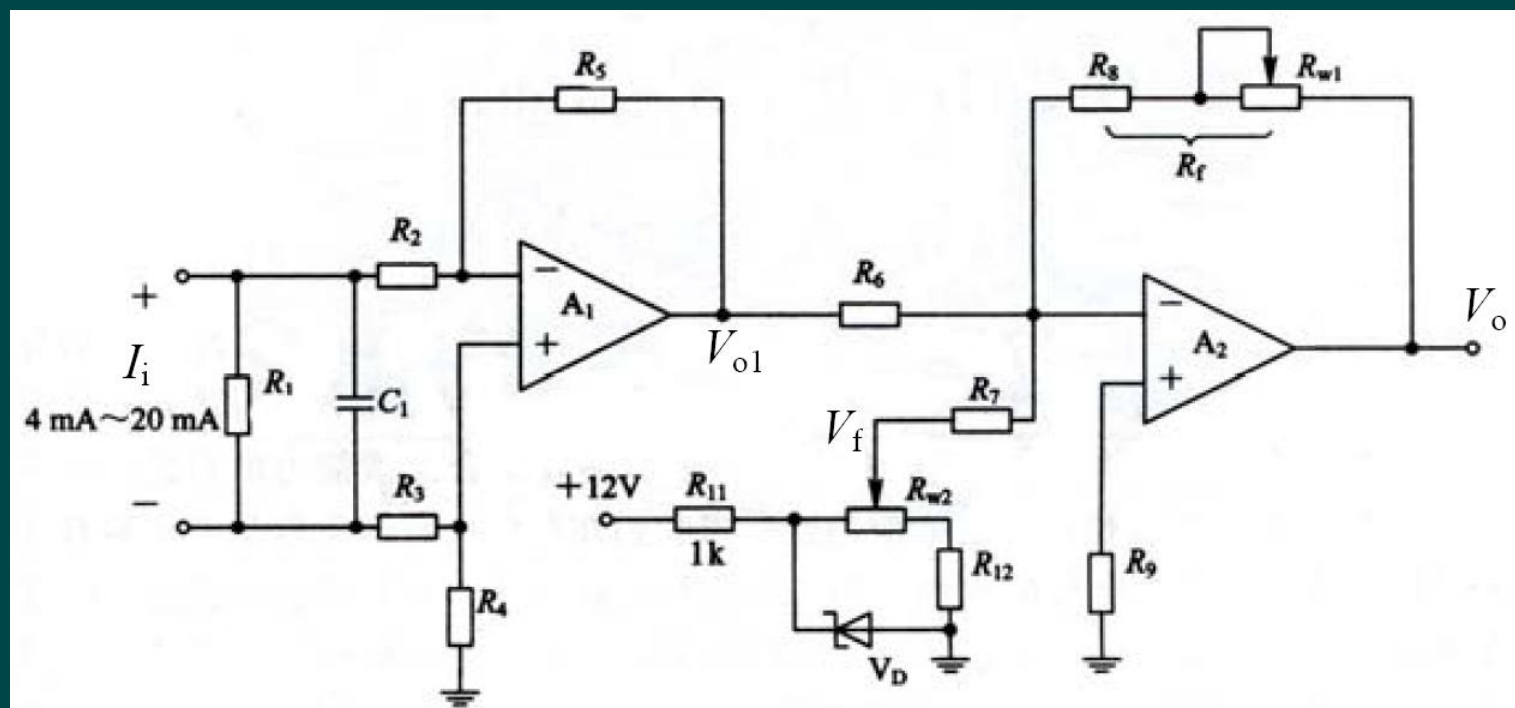 R5
R8
Rw1
Rf
R2
R6
A1
Vo1
A2
Vo
+
−
Ii
R1
4 mA～20 mA
C1
−
+
−
+
R7
Vf
R3
+12V
R11
1k
Rw2
R12
R9
R4
VD